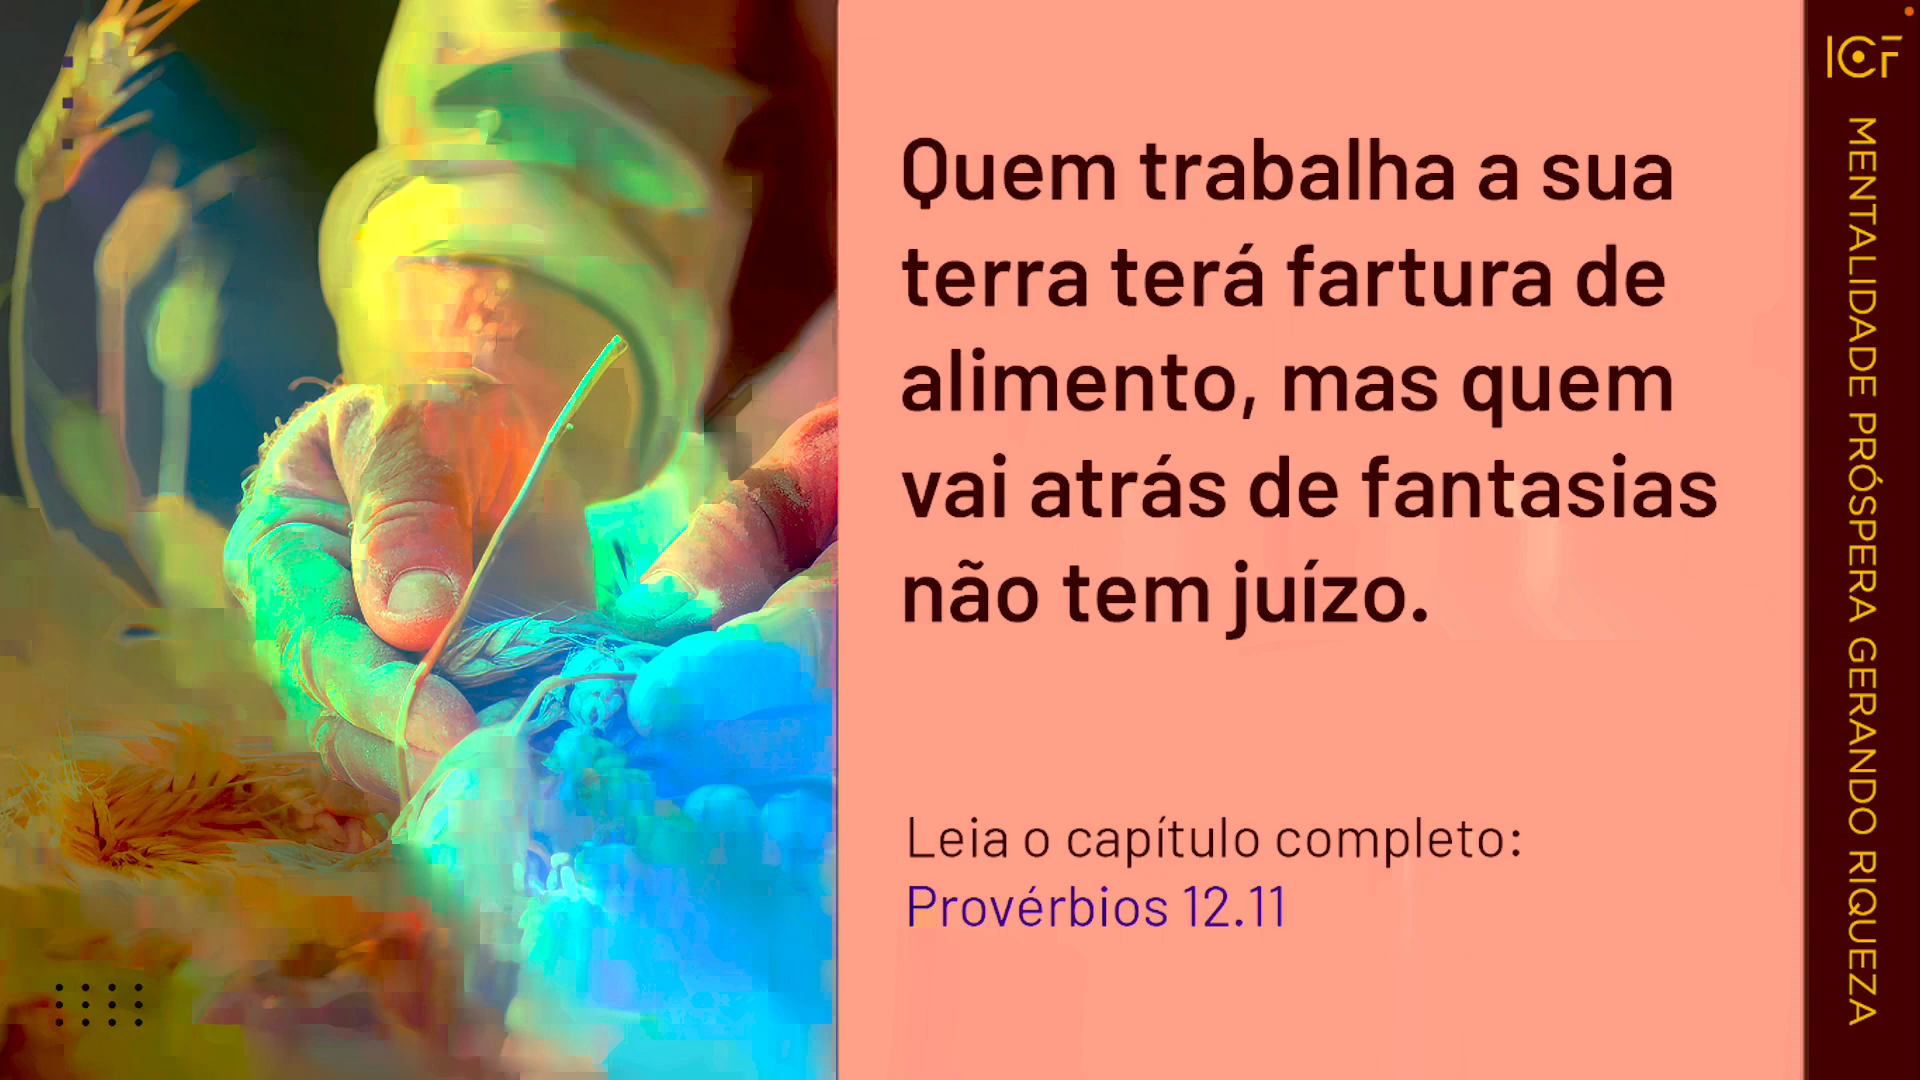 Quem trabalha a sua
terra terá fartura de
alimento, mas quem
vai atrás de fantasias
não tem juízo.
Leia o capítulo completo:
Provérbios 12.11
ICF
MENTALIDADE PRÓSPERA GERANDO RIQUEZA